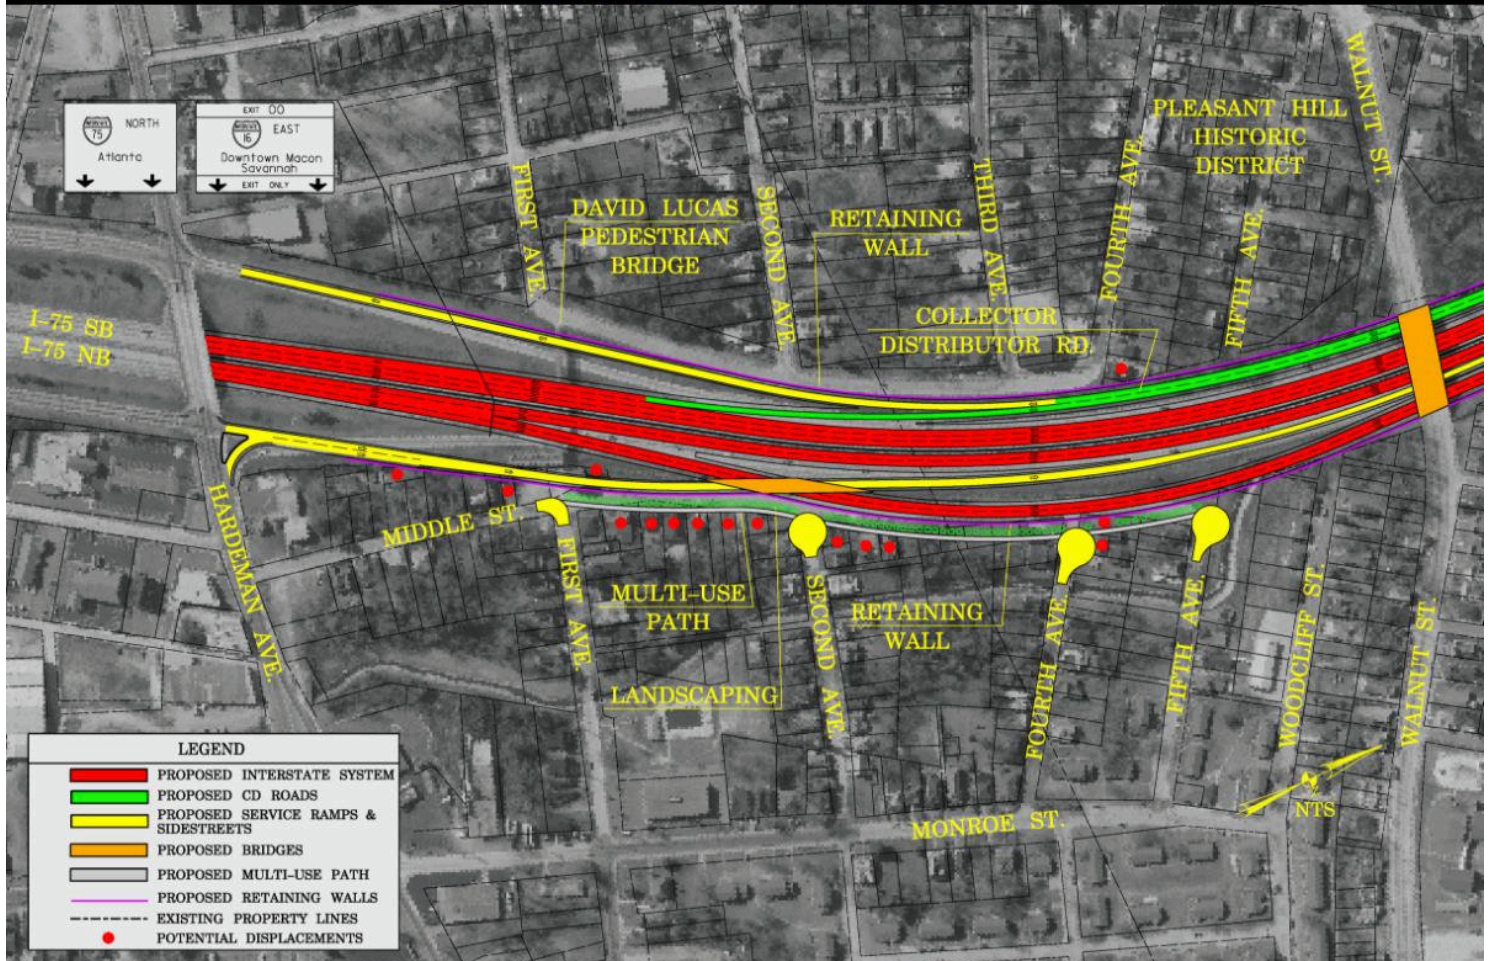 WALNUT ST.
PLEASANT HILL
HISTORIC
DISTRICT
EXIT 00
75
NORTH
16
EAST
Atlanta
Downtown Macon
Savannah
EXIT ONLY
FIRST AVE.
DAVID LUCAS
PEDESTRIAN
BRIDGE
SECOND AVE.
RETAINING
WALL
THIRD AVE.
FOURTH AVE.
FIFTH AVE.
COLLECTOR
DISTRIBUTOR RD.
I-75 SB
I-75 NB
HARDEMAN AVE.
MIDDLE ST.
FIRST AVE.
MULTI-USE
PATH
SECOND AVE.
RETAINING
WALL
FOURTH AVE.
FIFTH AVE.
WOODCLIFF ST.
WALNUT ST.
LANDSCAPING
MONROE ST.
NTS
LEGEND
PROPOSED INTERSTATE SYSTEM
PROPOSED CD ROADS
PROPOSED SERVICE RAMPS &
SIDESTREETS
PROPOSED BRIDGES
PROPOSED MULTI-USE PATH
PROPOSED RETAINING WALLS
EXISTING PROPERTY LINES
POTENTIAL DISPLACEMENTS